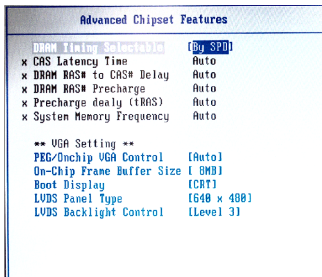 Advanced Chipset Features
DRAM Timing Selectable [By SPD]
x CAS Latency Time Auto
x DRAM RAS# to CAS# Delay Auto
x DRAM RAS# Precharge Auto
x Precharge dealy (tRAS) Auto
x System Memory Frequency Auto
** VGA Setting **
PEG/Onchip VGA Control [Auto]
On-Chip Frame Buffer Size [ 8MB]
Boot Display [CRT]
LVDS Panel Type [640 x 480]
LVDS Backlight Control [Level 3]